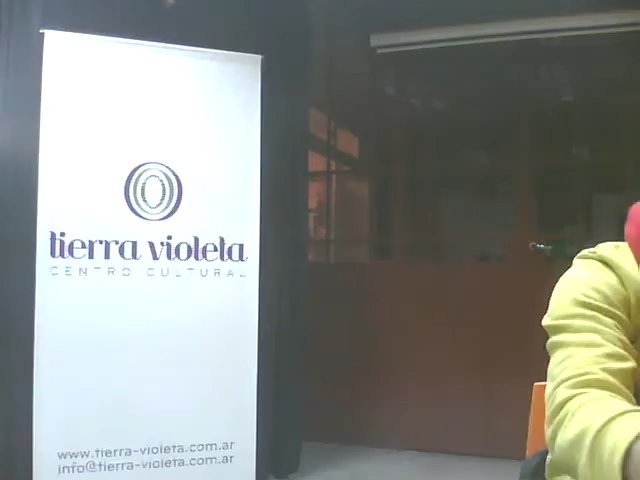 tierra violeta
CENTRO CULTURAL
www.tierra-violeta.com.ar
info@tierra-violeta.com.ar